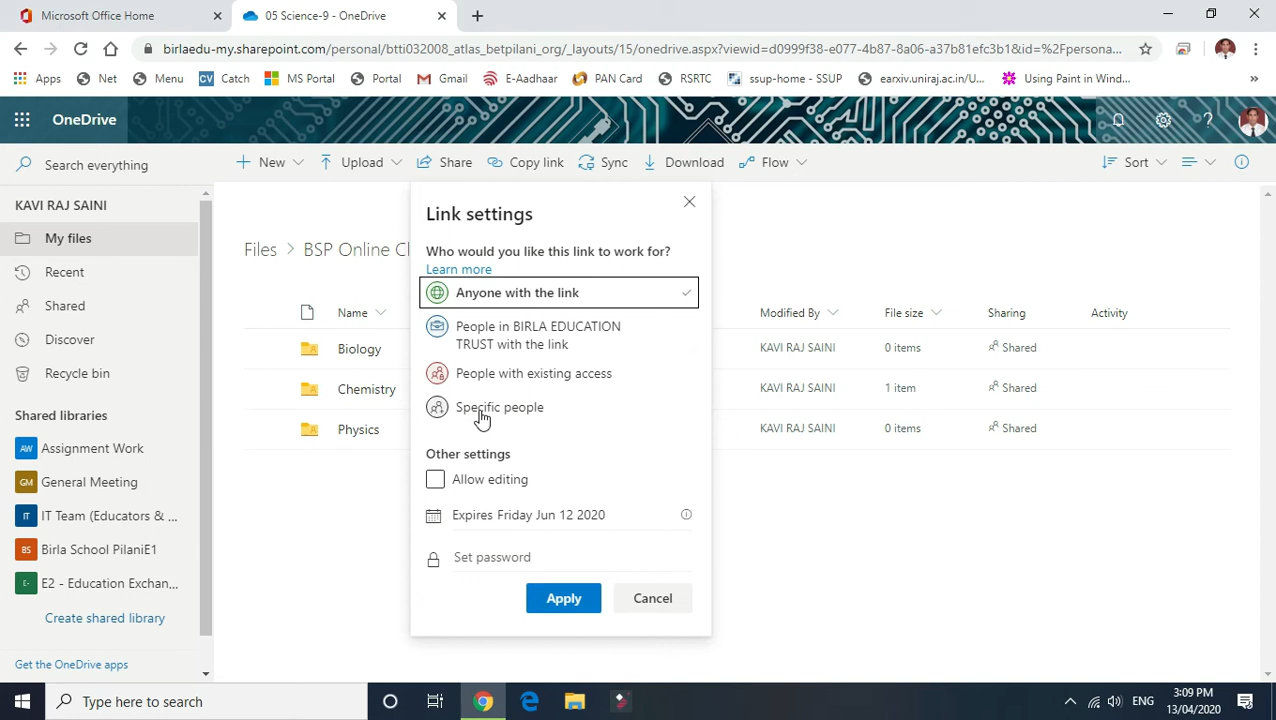 Microsoft Office Home
05 Science-9 - OneDrive
birlaedu-my.sharepoint.com/personal/btti032008_atlas_betpilani_org/_layouts/15/onedrive.aspx?viewid=d0999f38-e077-4b87-8a06-a37b81efc3b1&id=%2Fpersona...
Apps Net Menu CV Catch MS Portal Portal Gmail E-Aadhaar PAN Card RSRTC ssup-home - SSUP earxiv.uniraj.ac.in/U... Using Paint in Wind... »
OneDrive
Search everything
New Upload Share Copy link Sync Download Flow Sort
KAVI RAJ SAINI
My files
Recent
Shared
Discover
Recycle bin
Shared libraries
AW Assignment Work
GM General Meeting
IT IT Team (Educators & ...
BS Birla School PilaniE1
E- E2 - Education Exchan...
Create shared library
Get the OneDrive apps
Files > BSP Online Cl
Name Modified By File size Sharing Activity
Biology KAVI RAJ SAINI 0 items Shared
Chemistry KAVI RAJ SAINI 1 item Shared
Physics KAVI RAJ SAINI 0 items Shared
Link settings
Who would you like this link to work for?
Learn more
Anyone with the link
People in BIRLA EDUCATION
TRUST with the link
People with existing access
Specific people
Other settings
Allow editing
Expires Friday Jun 12 2020
Set password
Apply Cancel
Type here to search
ENG
3:09 PM
13/04/2020